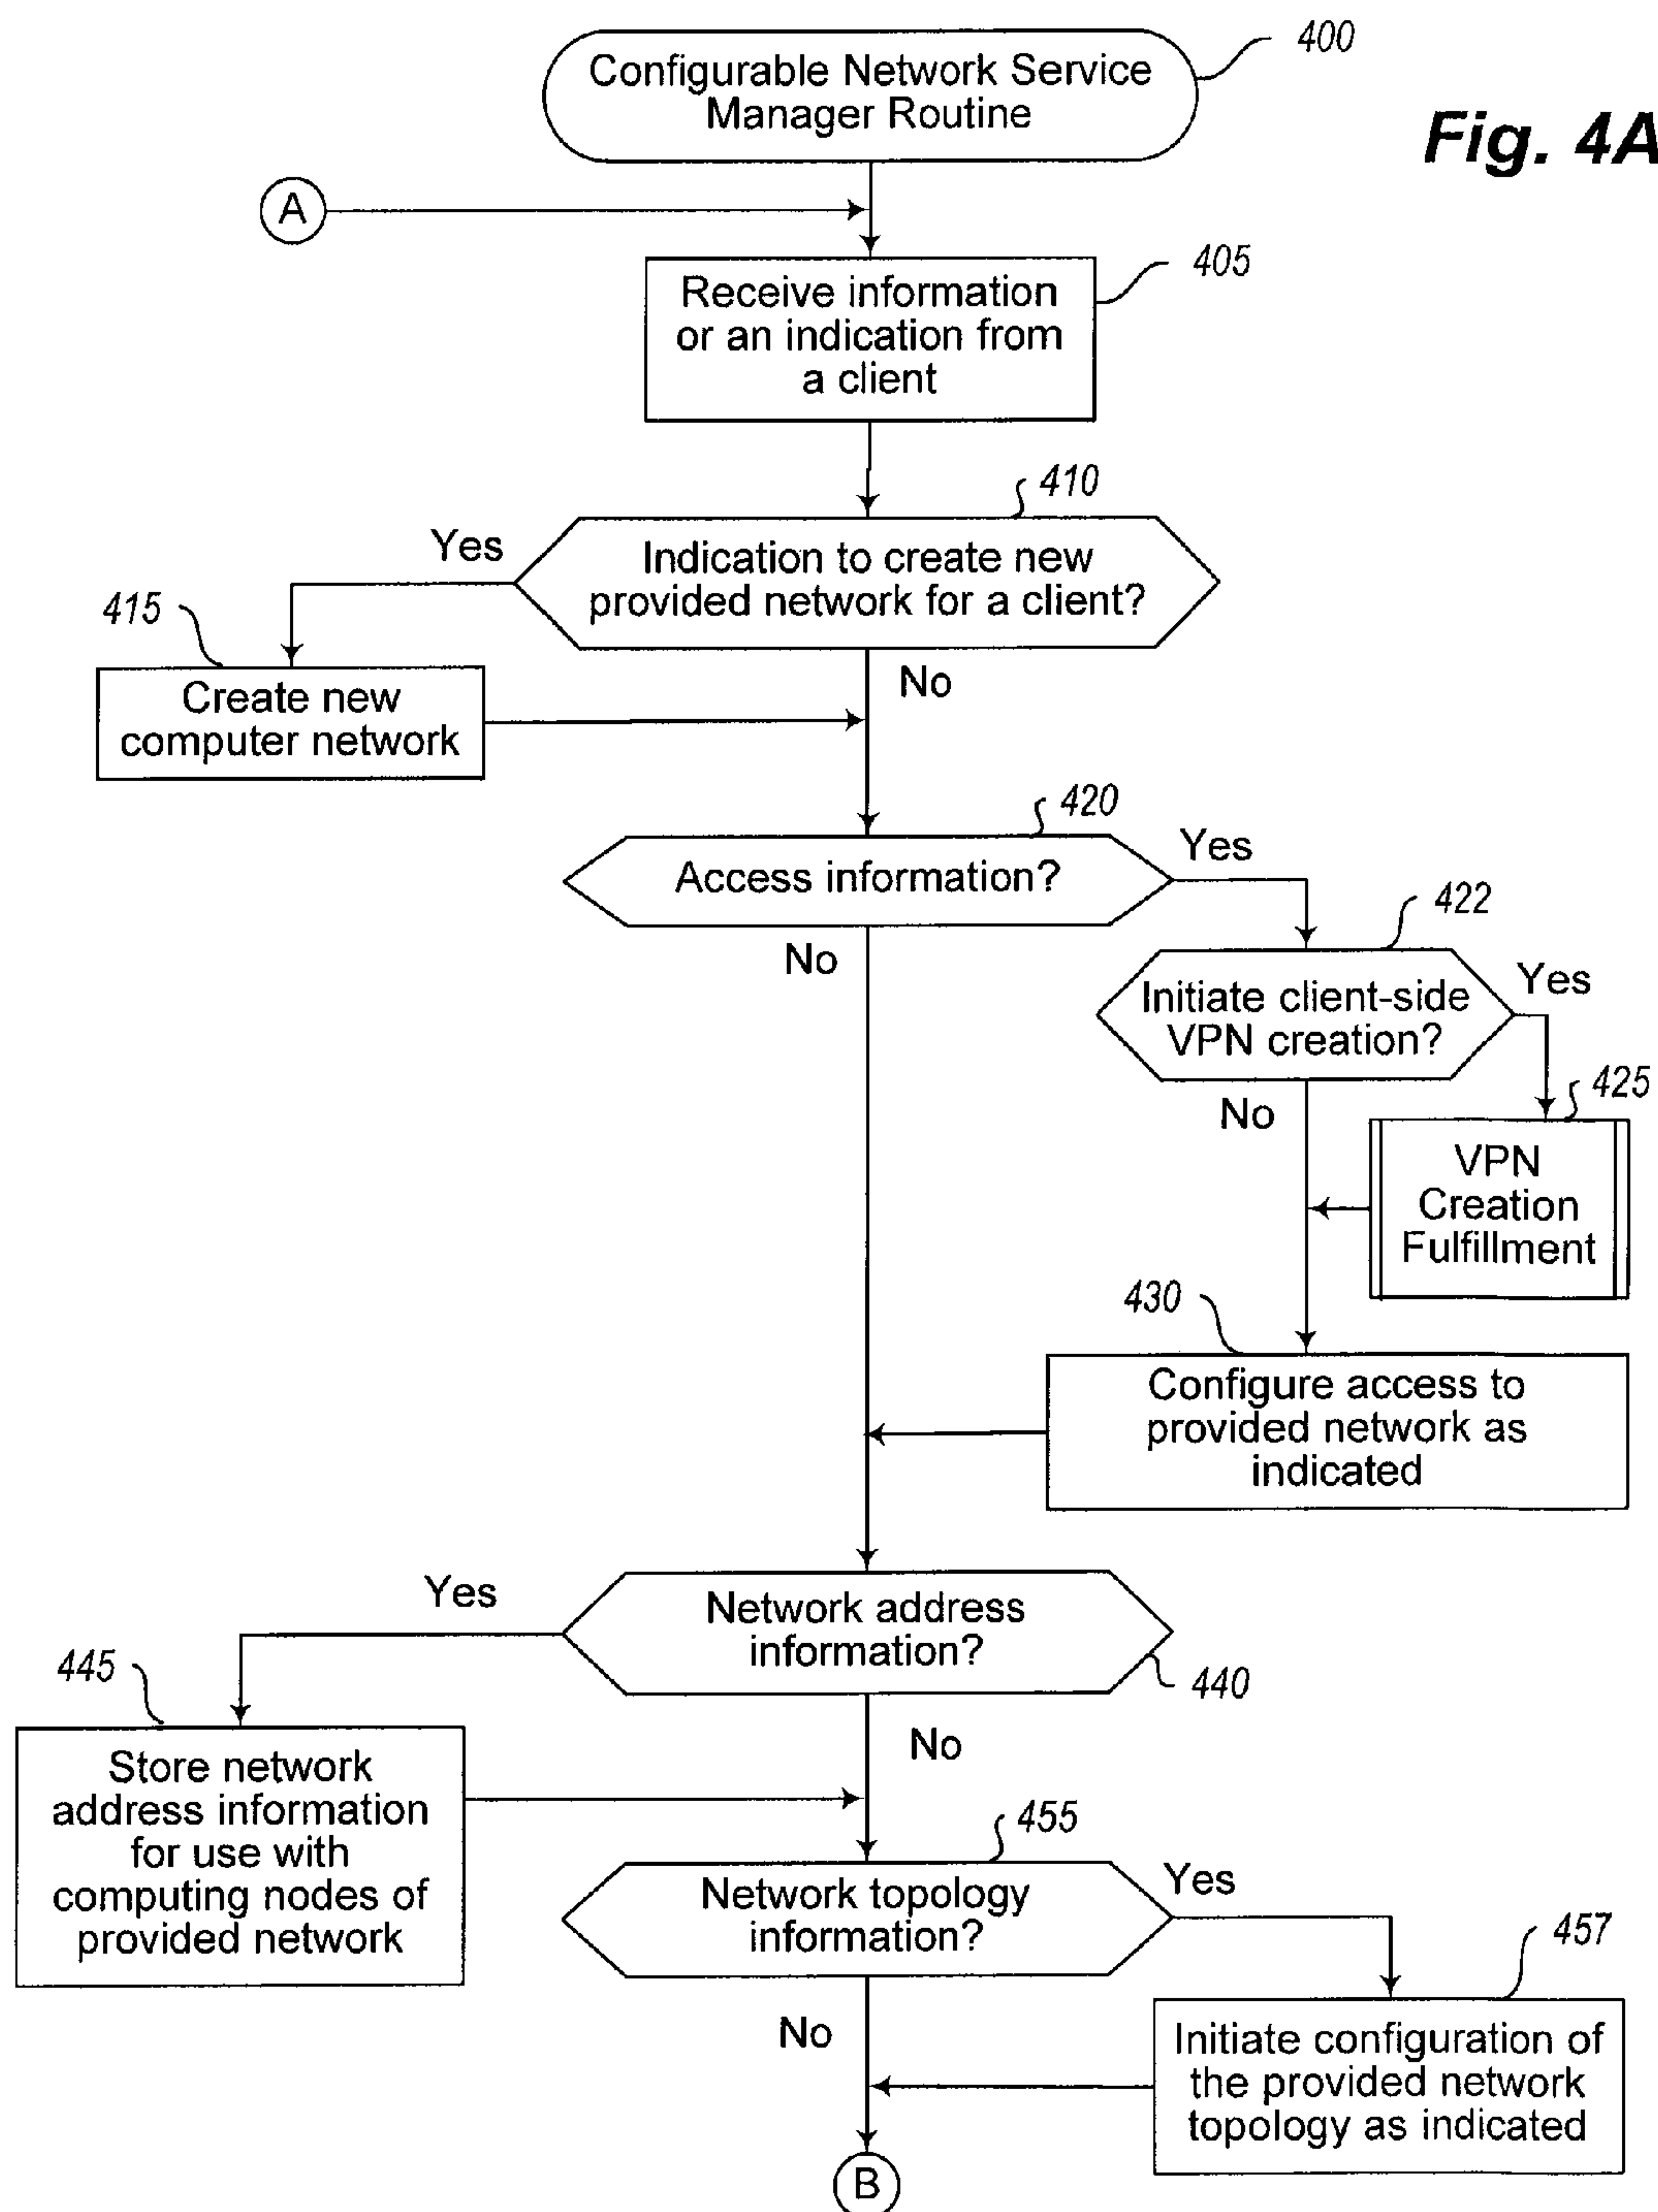 400
Configurable Network Service
Manager Routine
Fig. 4A
A
405
Receive information
or an indication from
a client
410
Yes
Indication to create new
provided network for a client?
415
No
Create new
computer network
420
Yes
Access information?
422
No
Yes
Initiate client-side
VPN creation?
425
No
VPN
Creation
Fulfillment
430
Configure access to
provided network as
indicated
Yes
Network address
information?
440
445
No
Store network
address information
for use with
computing nodes of
provided network
455
Yes
Network topology
information?
457
No
Initiate configuration of
the provided network
topology as indicated
B